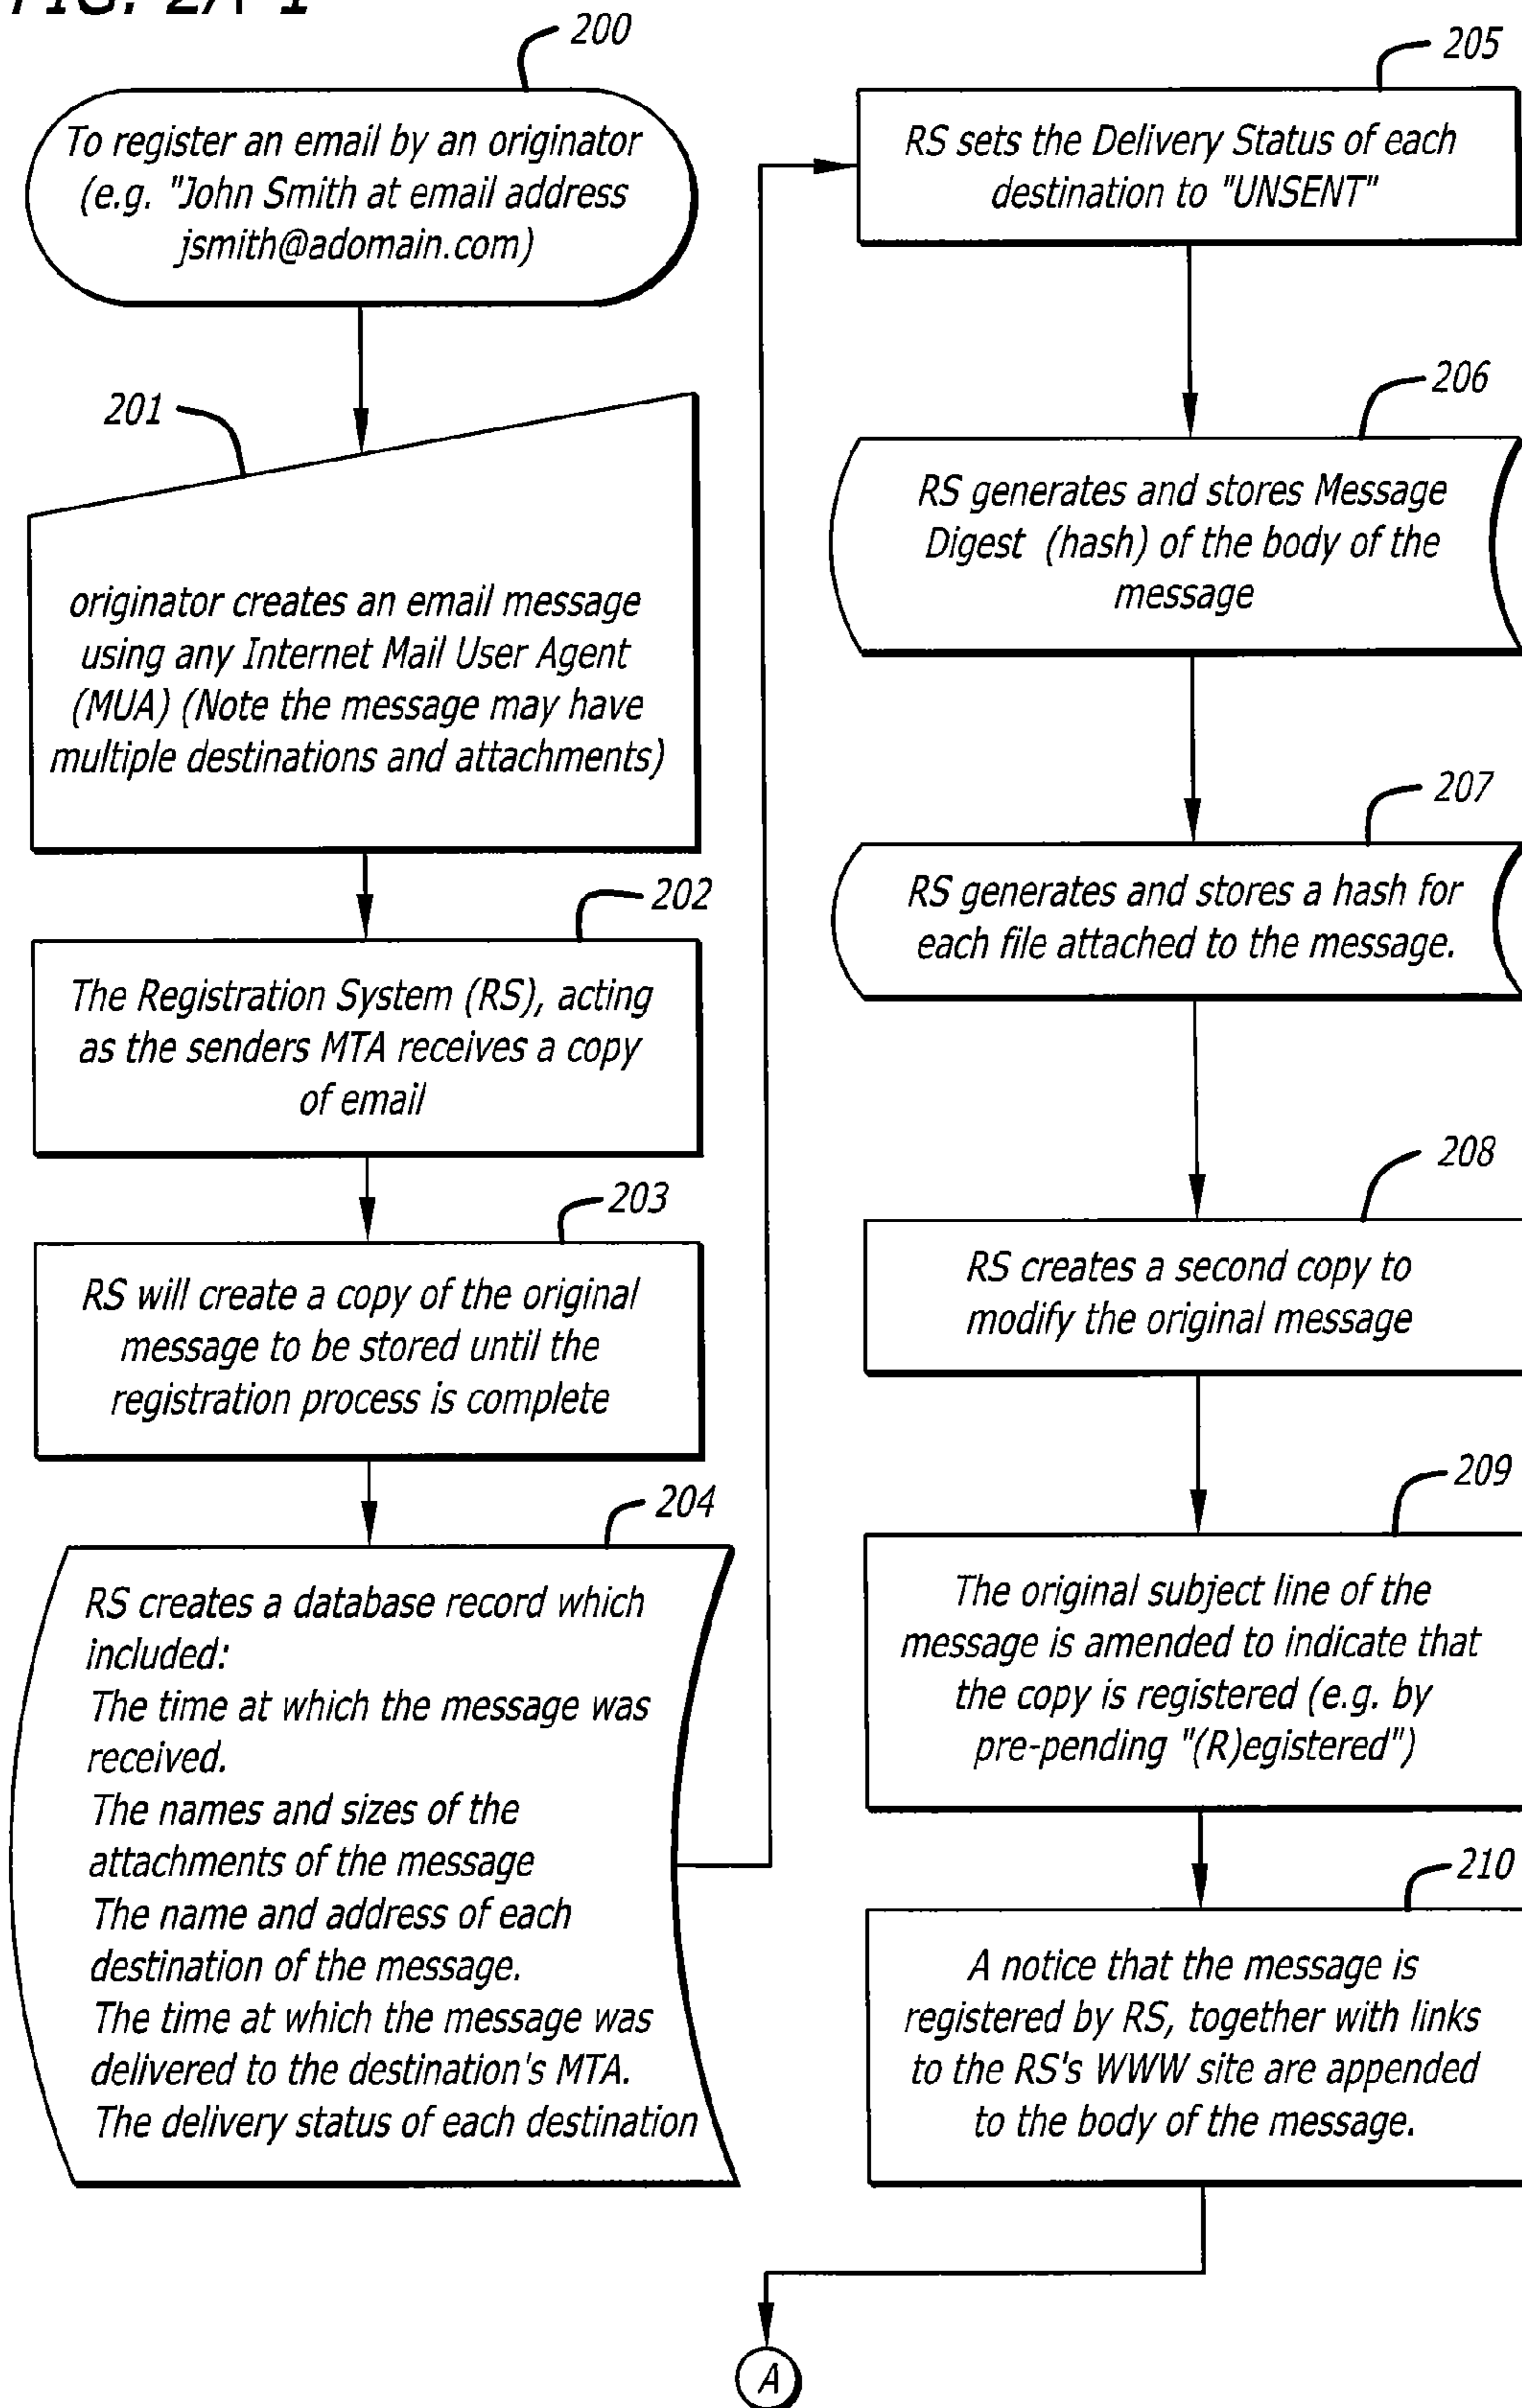 FIG. 2A-1
200
To register an email by an originator
(e.g. "John Smith at email address
jsmith@adomain.com)
201
originator creates an email message
using any Internet Mail User Agent
(MUA) (Note the message may have
multiple destinations and attachments)
202
The Registration System (RS), acting
as the senders MTA receives a copy
of email
203
RS will create a copy of the original
message to be stored until the
registration process is complete
204
RS creates a database record which
included:
The time at which the message was
received.
The names and sizes of the
attachments of the message
The name and address of each
destination of the message.
The time at which the message was
delivered to the destination's MTA.
The delivery status of each destination
205
RS sets the Delivery Status of each
destination to "UNSENT"
206
RS generates and stores Message
Digest (hash) of the body of the
message
207
RS generates and stores a hash for
each file attached to the message.
208
RS creates a second copy to
modify the original message
209
The original subject line of the
message is amended to indicate that
the copy is registered (e.g. by
pre-pending "(R)egistered")
210
A notice that the message is
registered by RS, together with links
to the RS's WWW site are appended
to the body of the message.
A